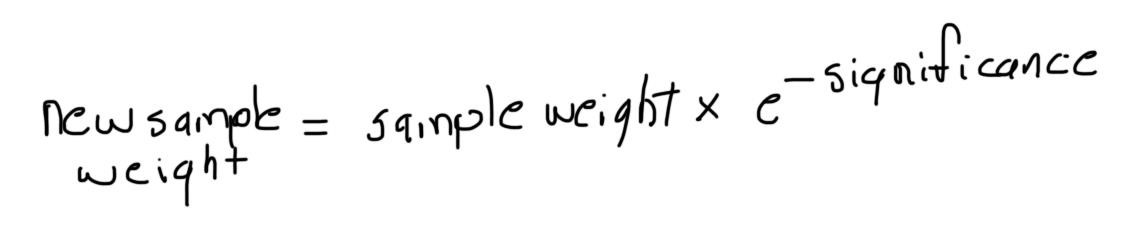 new sample = sample weight × e^-significance
weight